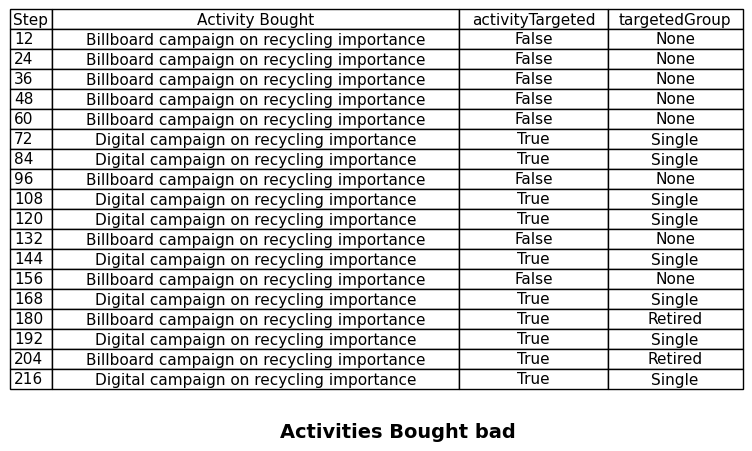 Step Activity Bought activityTargeted targetedGroup
12 Billboard campaign on recycling importance False None
24 Billboard campaign on recycling importance False None
36 Billboard campaign on recycling importance False None
48 Billboard campaign on recycling importance False None
60 Billboard campaign on recycling importance False None
72 Digital campaign on recycling importance True Single
84 Digital campaign on recycling importance True Single
96 Billboard campaign on recycling importance False None
108 Digital campaign on recycling importance True Single
120 Digital campaign on recycling importance True Single
132 Billboard campaign on recycling importance False None
144 Digital campaign on recycling importance True Single
156 Billboard campaign on recycling importance False None
168 Digital campaign on recycling importance True Single
180 Billboard campaign on recycling importance True Retired
192 Digital campaign on recycling importance True Single
204 Billboard campaign on recycling importance True Retired
216 Digital campaign on recycling importance True Single
Activities Bought bad